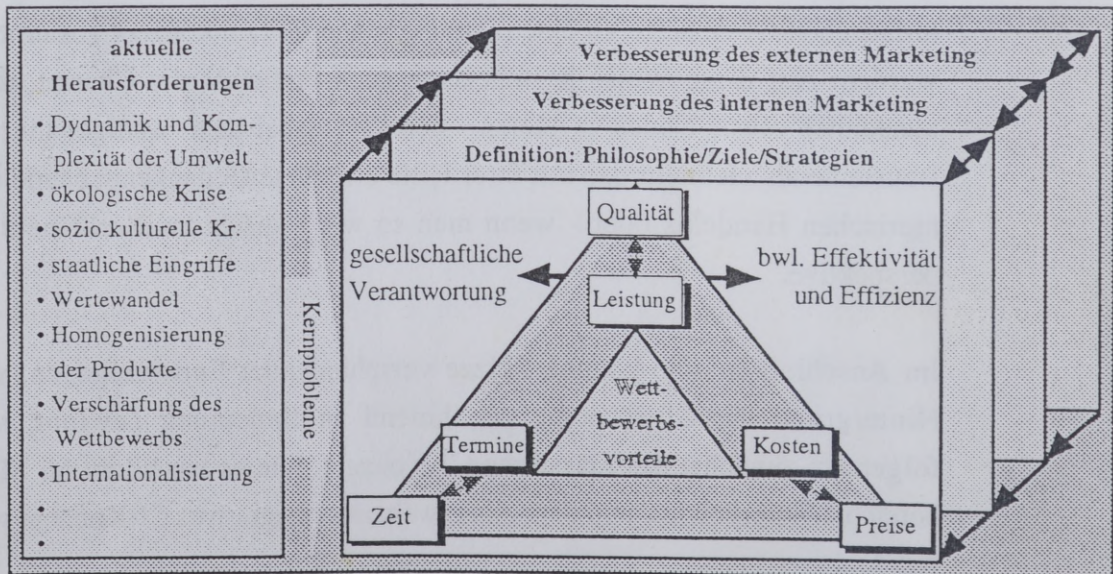 aktuelle
Herausforderungen
• Dydnamik und Kom-
plexität der Umwelt
• ökologische Krise
• sozio-kulturelle Kr.
• staatliche Eingriffe
• Wertewandel
• Homogenisierung
der Produkte
• Verschärfung des
Wettbewerbs
• Internationalisierung
•
•
Kernprobleme
Verbesserung des externen Marketing
Verbesserung des internen Marketing
Definition: Philosophie/Ziele/Strategien
Qualität
gesellschaftliche
Verantwortung
bwl. Effektivität
und Effizienz
Leistung
Wett-
bewerbs-
vorteile
Termine
Kosten
Zeit
Preise